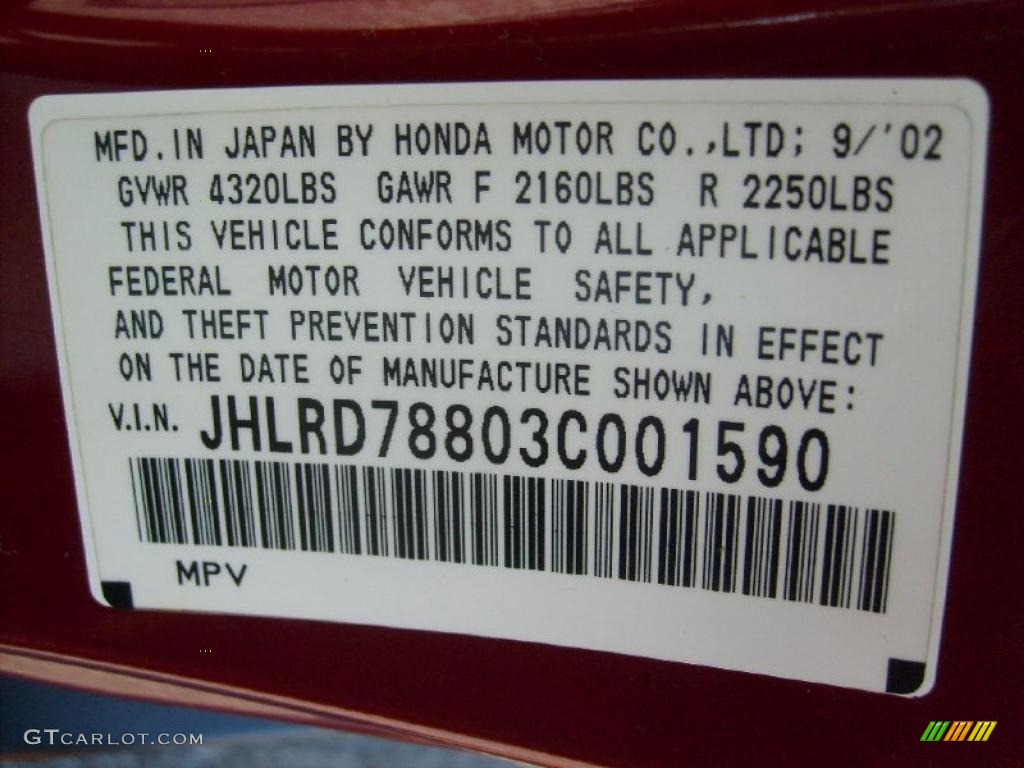 MFD. IN JAPAN BY HONDA MOTOR CO.,LTD; 9/'02
GVWR 4320LBS GAWR F 2160LBS R 2250LBS
THIS VEHICLE CONFORMS TO ALL APPLICABLE
FEDERAL MOTOR VEHICLE SAFETY,
AND THEFT PREVENTION STANDARDS IN EFFECT
ON THE DATE OF MANUFACTURE SHOWN ABOVE:
V.I.N. JHLRD78803C001590
MPV
GTCARLOT.COM